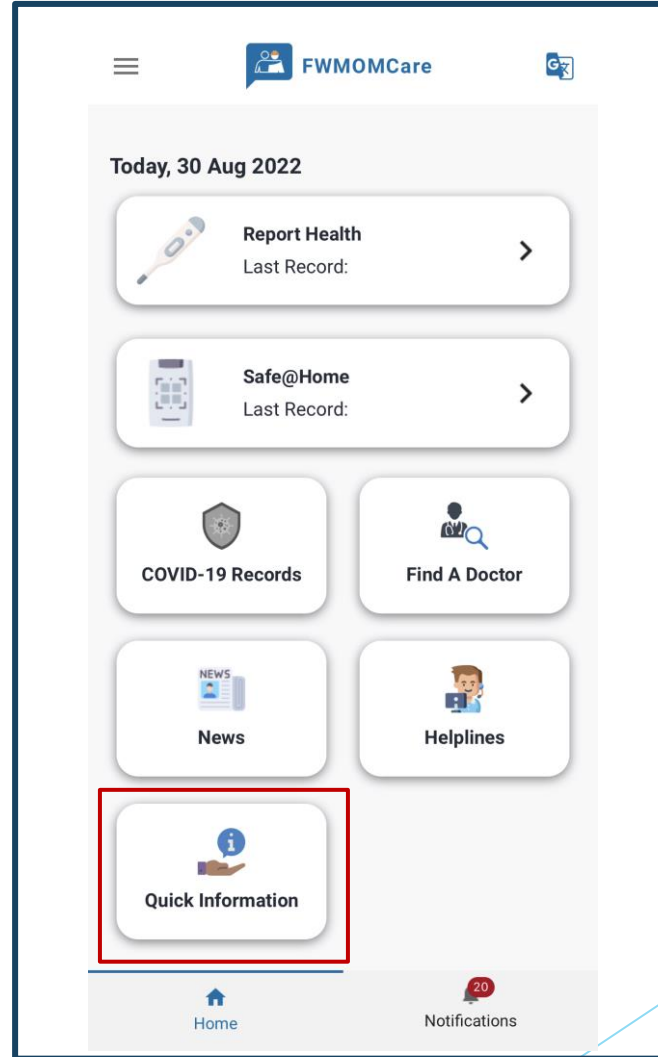 FWMOMCare
Today, 30 Aug 2022
Report Health
Last Record:
Safe@Home
Last Record:
COVID-19 Records
Find A Doctor
NEWS
News
Helplines
Quick Information
20
Home
Notifications